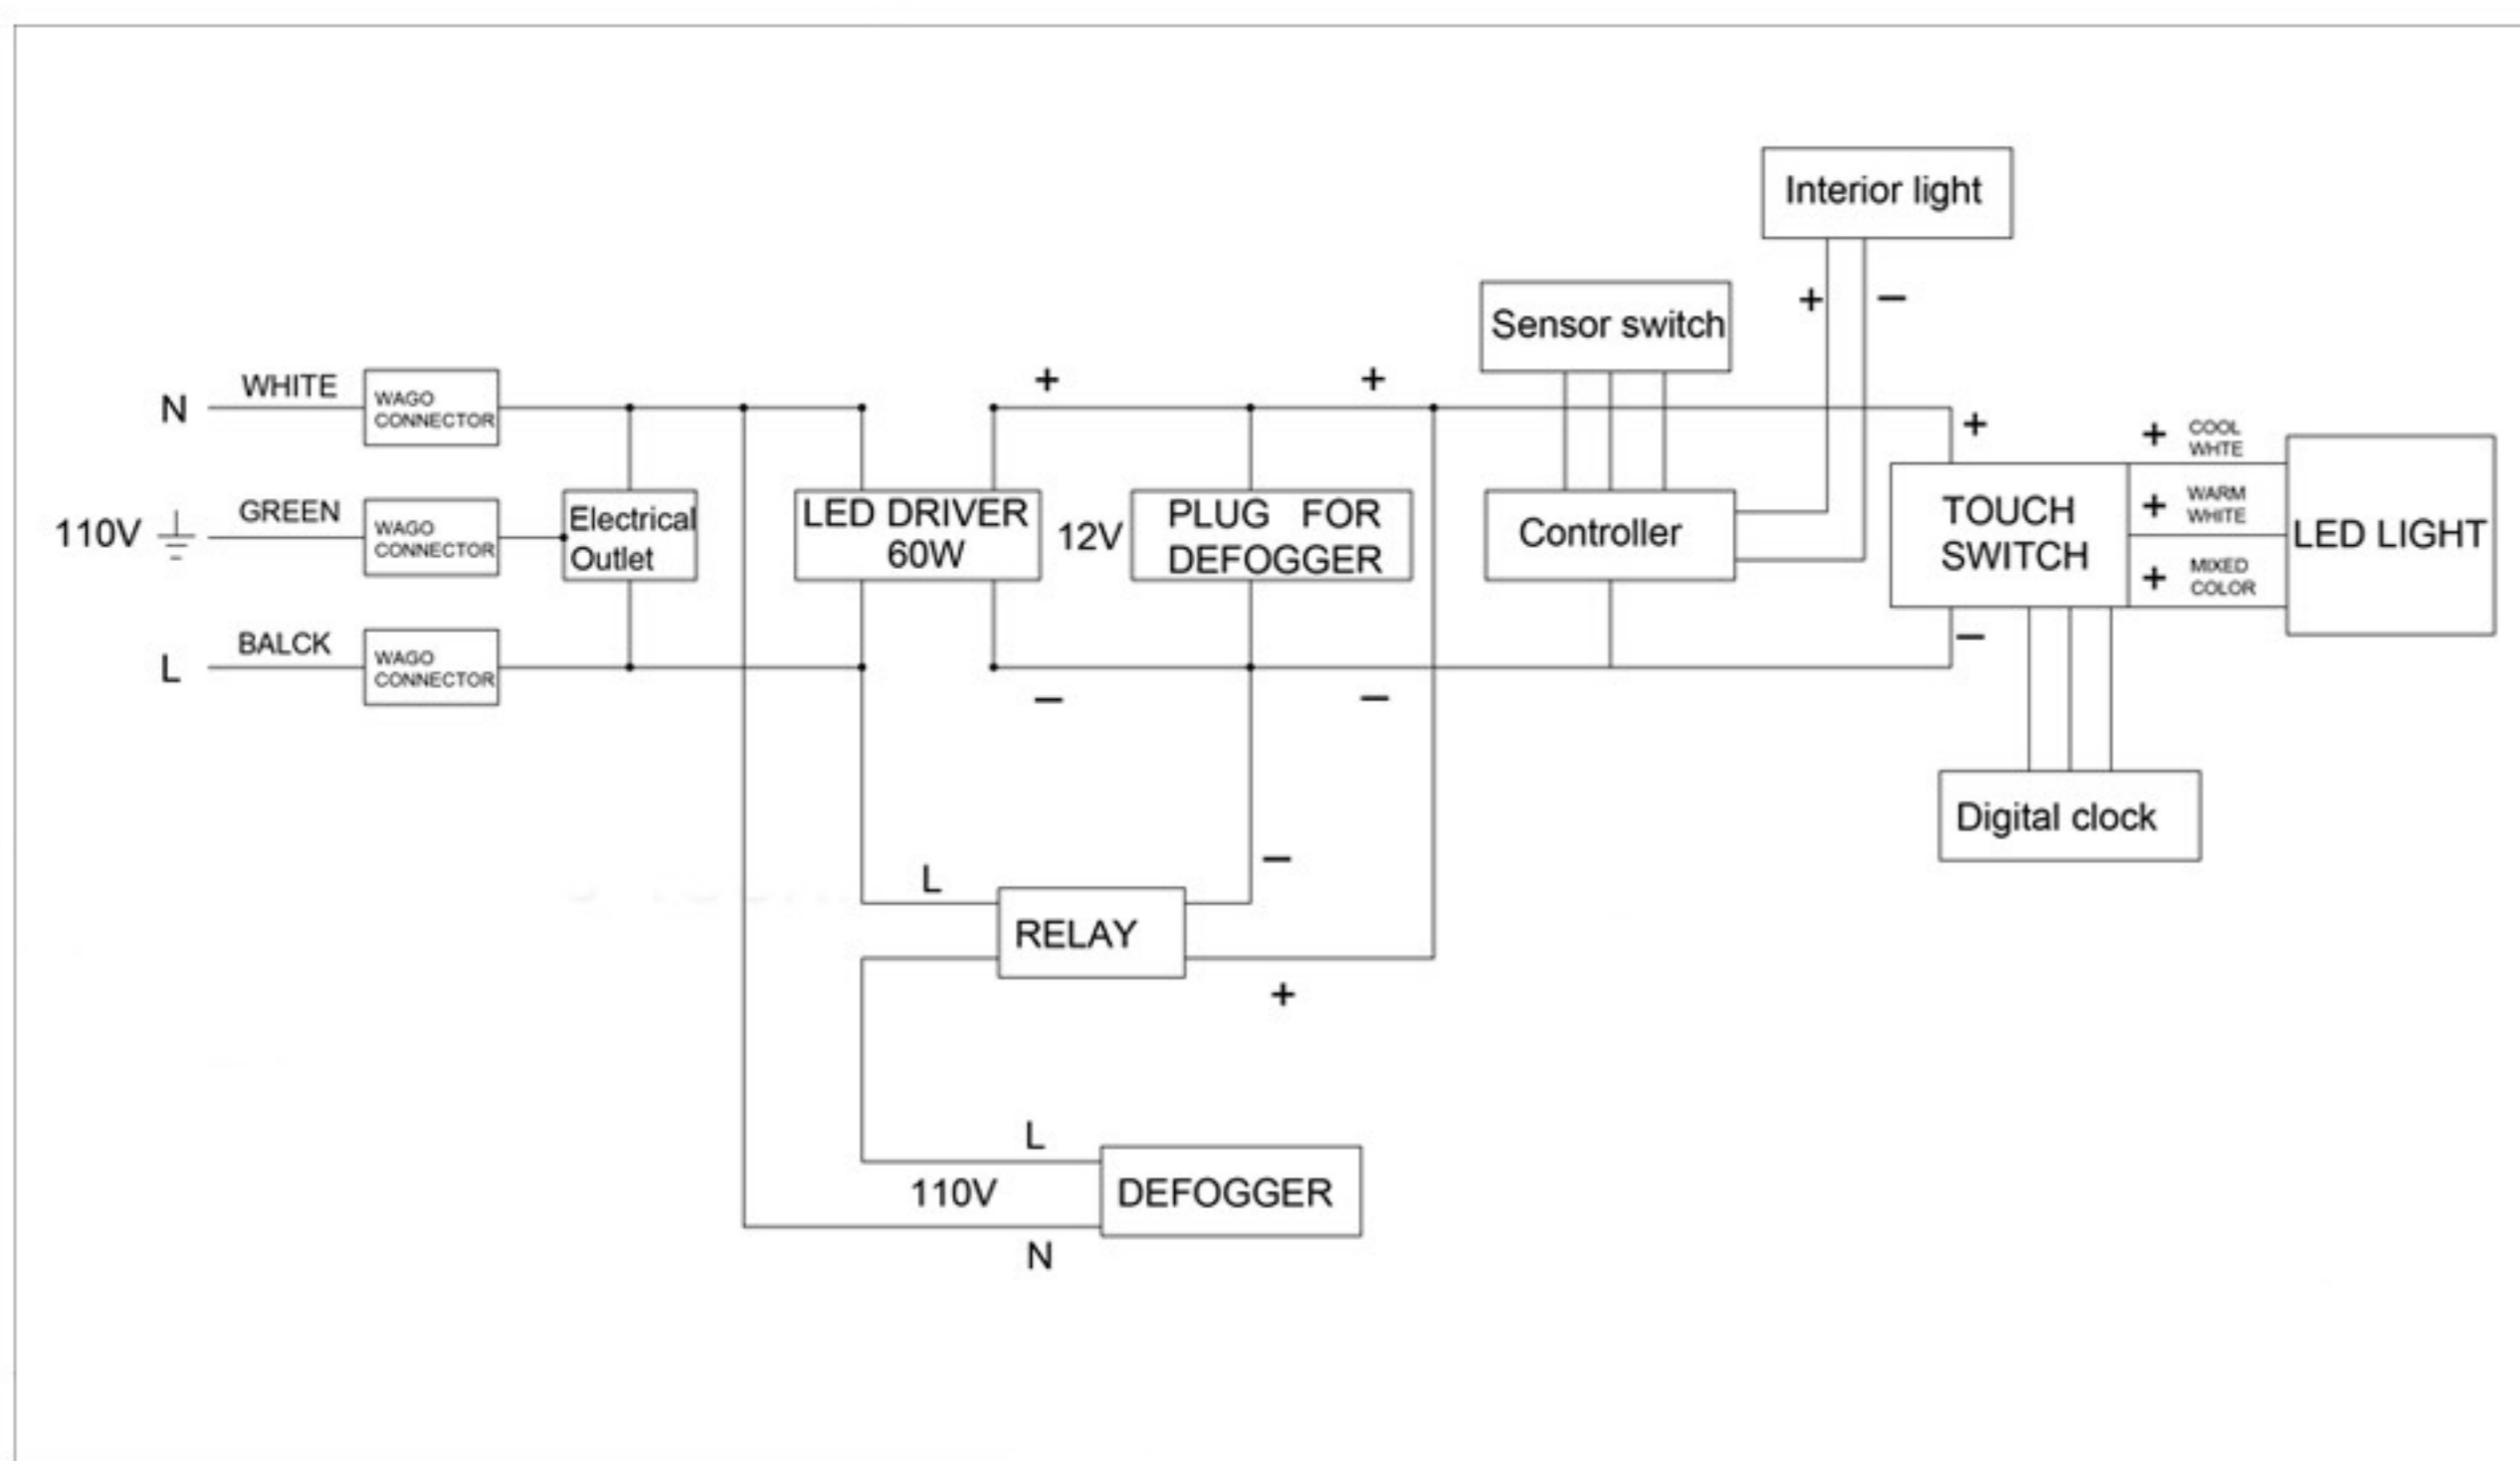 Interior light
Sensor switch
+
−
N
WHITE
WAGO
CONNECTOR
+
+
+
+
COOL
WHTE
110V
GREEN
WAGO
CONNECTOR
Electrical
Outlet
LED DRIVER
60W
12V
PLUG FOR
DEFOGGER
Controller
TOUCH
SWITCH
+
WARM
WHITE
LED LIGHT
+
MIXED
COLOR
L
BALCK
WAGO
CONNECTOR
−
−
−
Digital clock
L
RELAY
−
+
L
110V
DEFOGGER
N